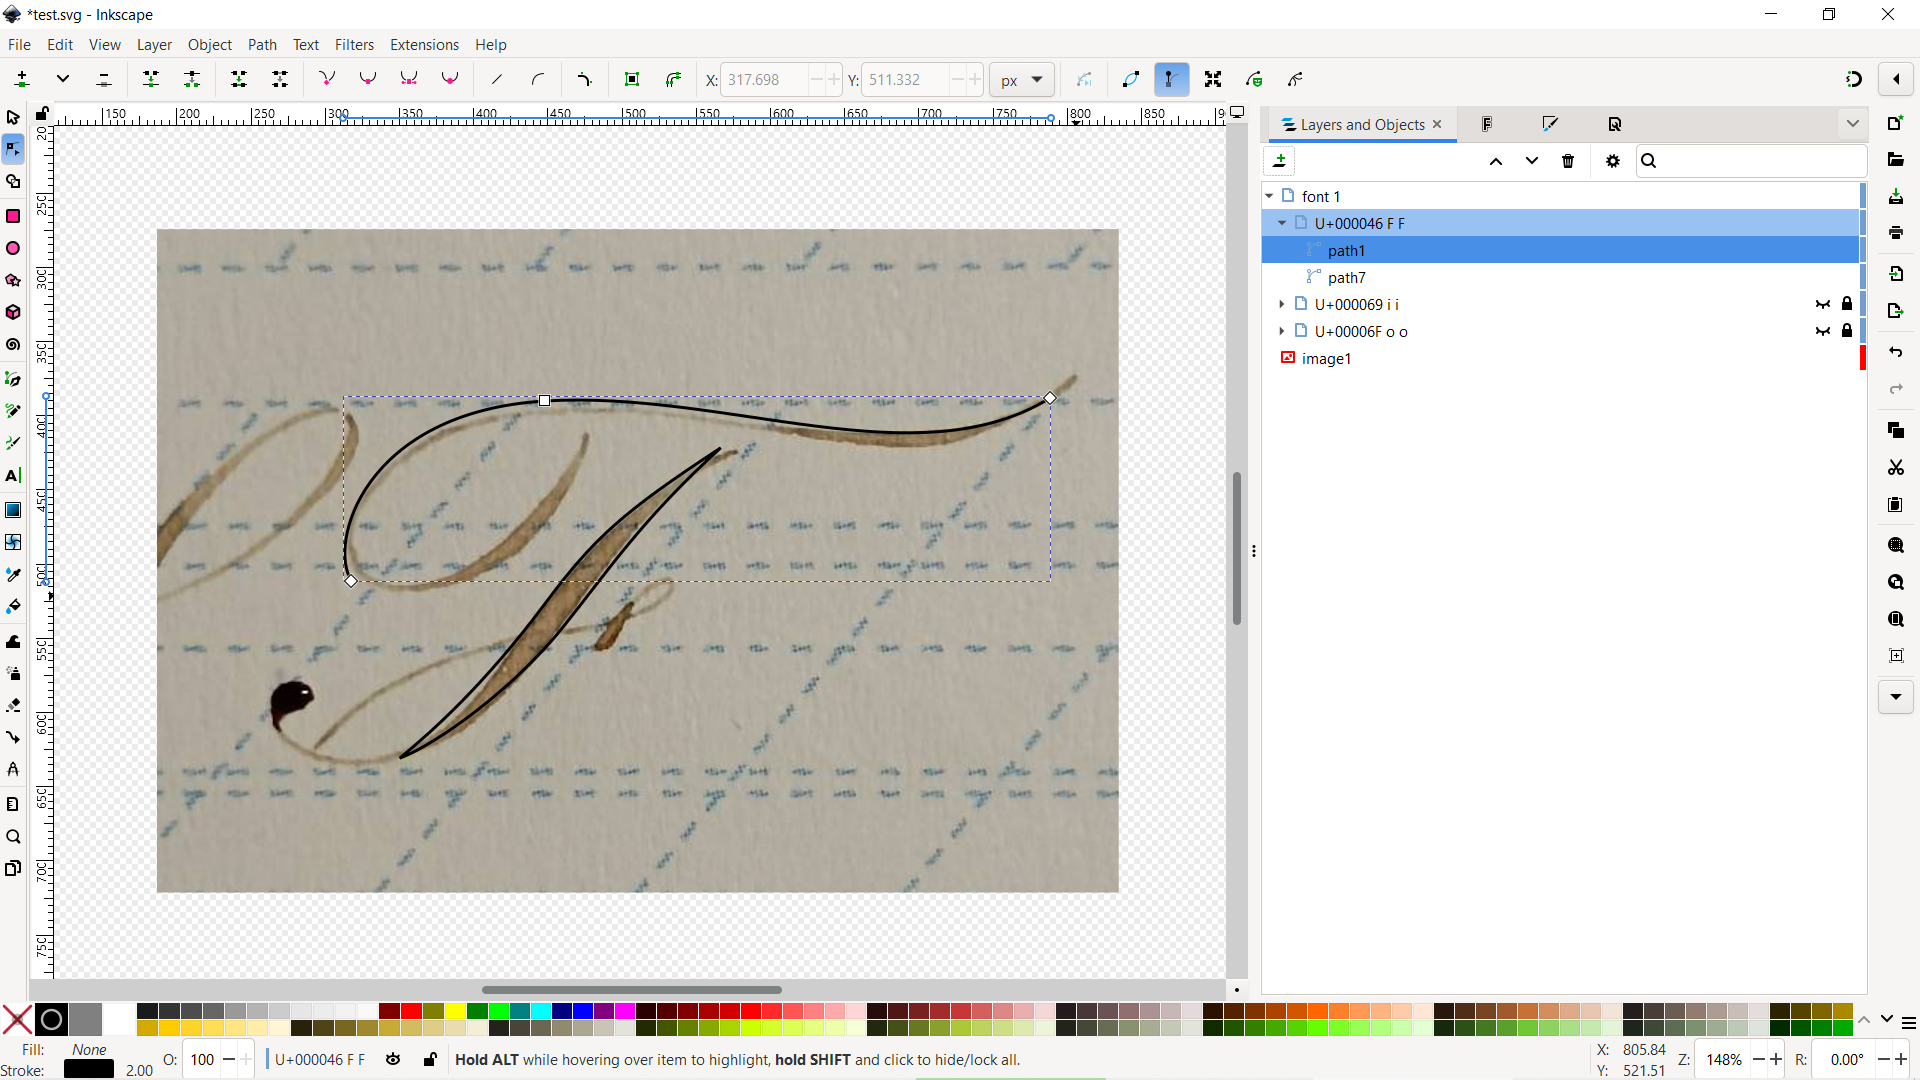 *test.svg - Inkscape
File Edit View Layer Object Path Text Filters Extensions Help
X: 317.698 Y: 511.332 px
150 200 250 300 350 400 450 500 550 600 650 700 750 800 850
Layers and Objects
font 1
U+000046 F F
path1
path7
U+000069 i i
U+00006F o o
image1
F
Fill: None
Stroke: 2.00
O: 100
U+000046 F F
Hold ALT while hovering over item to highlight, hold SHIFT and click to hide/lock all.
X: 805.84
Y: 521.51
Z: 148%
R: 0.00°